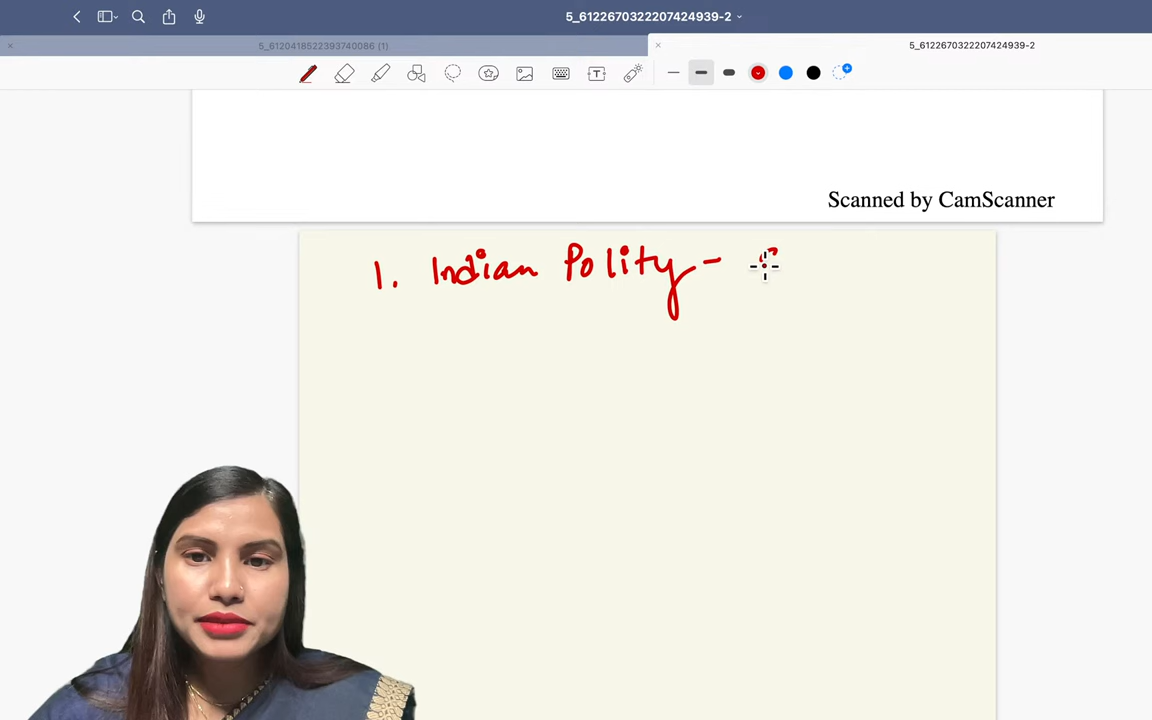 5_6122670322207424939-2
5_6120418522393740086 (1)
5_6122670322207424939-2
Scanned by CamScanner
1. Indian Polity -